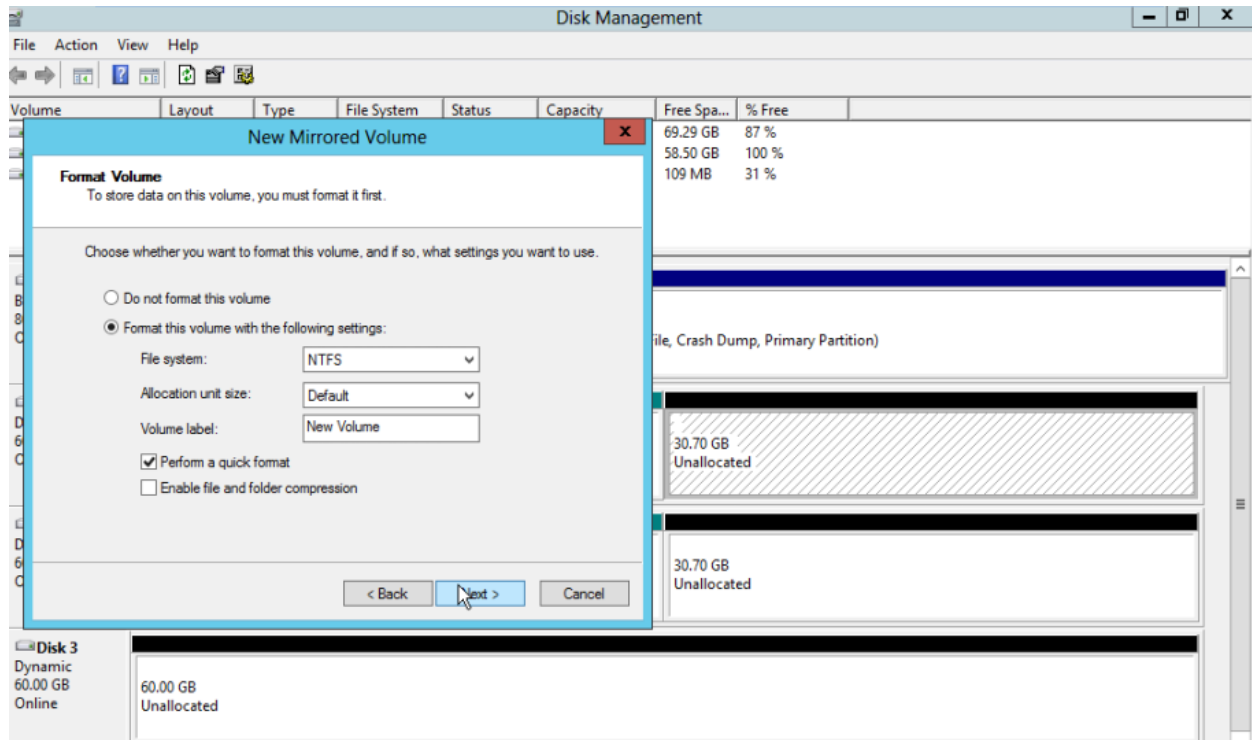 Disk Management
File Action View Help
Volume Layout Type File System Status Capacity Free Spa... % Free
69.29 GB 87 %
58.50 GB 100 %
109 MB 31 %
New Mirrored Volume
Format Volume
To store data on this volume, you must format it first.
Choose whether you want to format this volume, and if so, what settings you want to use.
Do not format this volume
Format this volume with the following settings:
File system: NTFS
Allocation unit size: Default
Volume label: New Volume
Perform a quick format
Enable file and folder compression
< Back Next > Cancel
ile, Crash Dump, Primary Partition)
30.70 GB
Unallocated
30.70 GB
Unallocated
Disk 3
Dynamic
60.00 GB
Online
60.00 GB
Unallocated